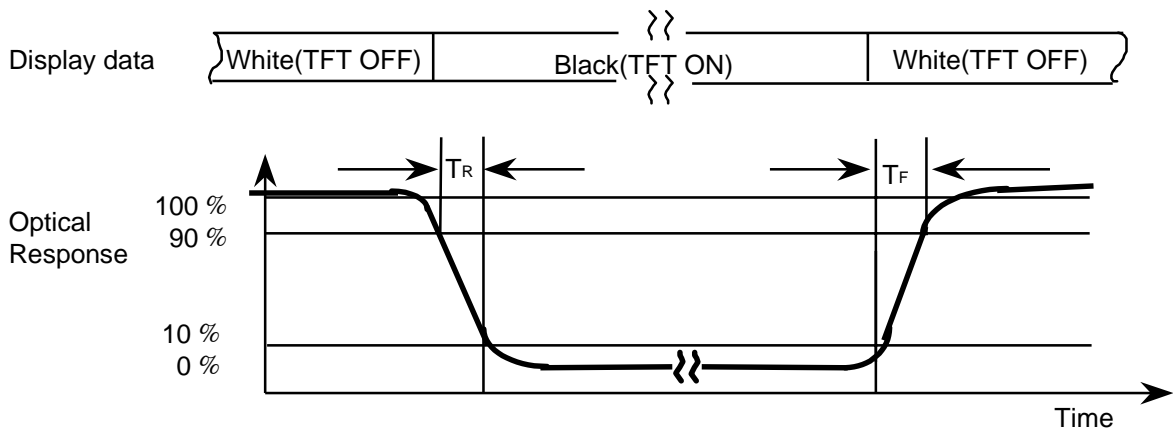 Display data
White(TFT OFF) Black(TFT ON) White(TFT OFF)
TR TF
Optical
Response
100 %
90 %
10 %
0 %
Time